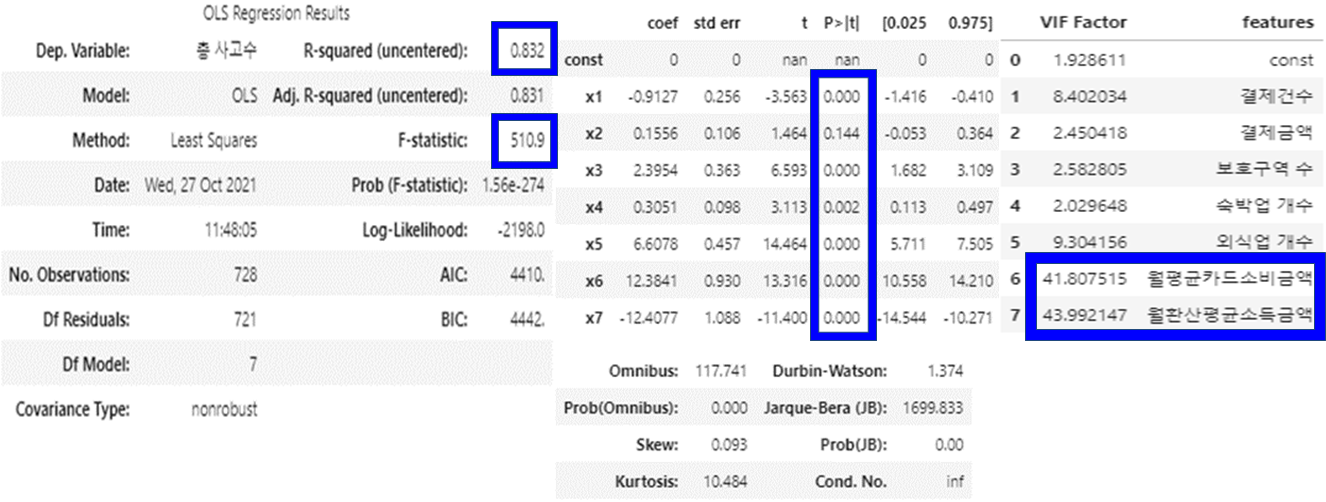 OLS Regression Results
Dep. Variable: 총 사고수 R-squared (uncentered): 0.832
Model: OLS Adj. R-squared (uncentered): 0.831
Method: Least Squares F-statistic: 510.9
Date: Wed, 27 Oct 2021 Prob (F-statistic): 1.56e-274
Time: 11:48:05 Log-Likelihood: -2198.0
No. Observations: 728 AIC: 4410.
Df Residuals: 721 BIC: 4442.
Df Model: 7
Covariance Type: nonrobust
coef std err t P>|t| [0.025 0.975]
const 0 0 nan nan 0 0
x1 -0.9127 0.256 -3.563 0.000 -1.416 -0.410
x2 0.1556 0.106 1.464 0.144 -0.053 0.364
x3 2.3954 0.363 6.593 0.000 1.682 3.109
x4 0.3051 0.098 3.113 0.002 0.113 0.497
x5 6.6078 0.457 14.464 0.000 5.711 7.505
x6 12.3841 0.930 13.316 0.000 10.558 14.210
x7 -12.4077 1.088 -11.400 0.000 -14.544 -10.271
Omnibus: 117.741 Durbin-Watson: 1.374
Prob(Omnibus): 0.000 Jarque-Bera (JB): 1699.833
Skew: 0.093 Prob(JB): 0.00
Kurtosis: 10.484 Cond. No. inf
VIF Factor features
0 1.928611 const
1 8.402034 결제건수
2 2.450418 결제금액
3 2.582805 보호구역 수
4 2.029648 숙박업 개수
5 9.304156 외식업 개수
6 41.807515 월평균카드소비금액
7 43.992147 월환산평균소득금액